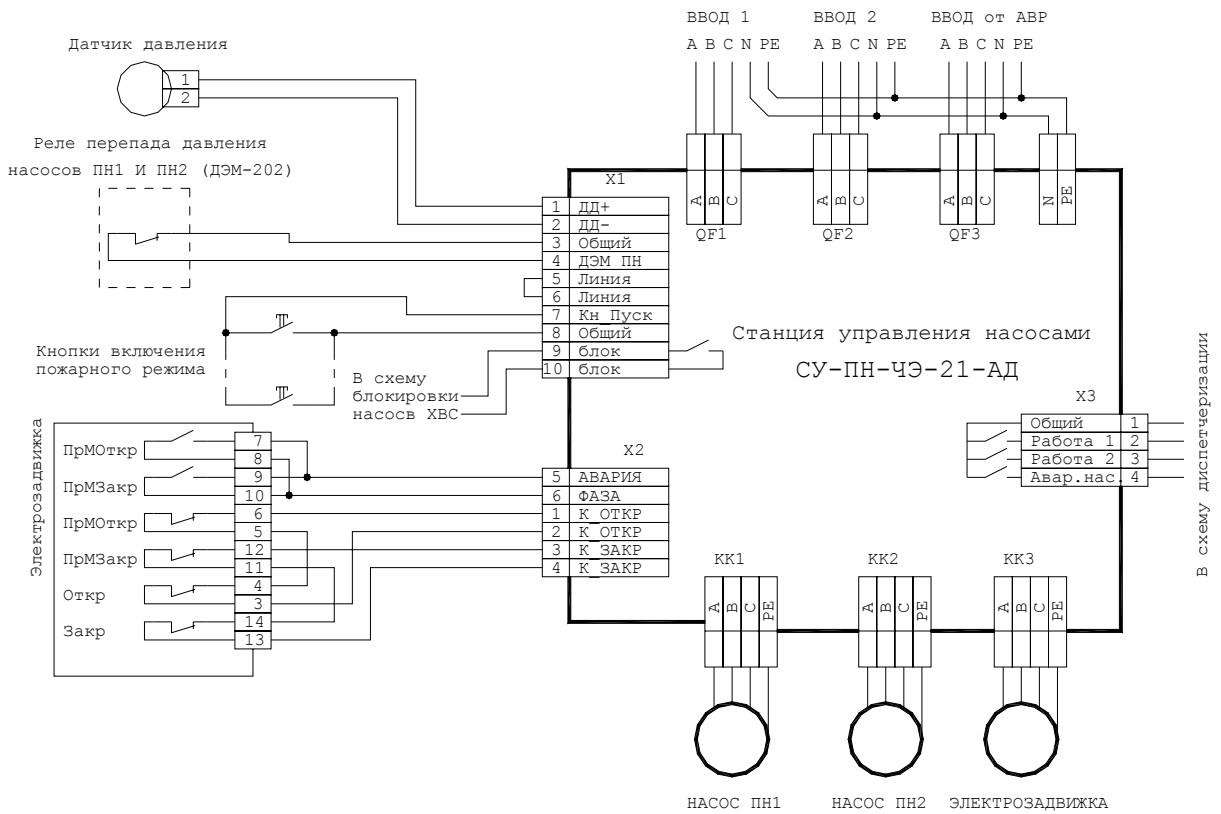 ВВОД 1
ВВОД 2
ВВОД от АВР
A B C N PE
A B C N PE
A B C N PE
Датчик давления
1
2
Реле перепада давления
насосов ПН1 И ПН2 (ДЭМ-202)
A B C
QF1
A B C
QF2
A B C
QF3
N PE
X1
1 ДД+
2 ДД-
3 Общий
4 ДЭМ ПН
5 Линия
6 Линия
7 Кн_Пуск
8 Общий
9 блок
10 блок
Кнопки включения
пожарного режима
В схему
блокировки
насосв ХВС
Станция управления насосами
СУ-ПН-ЧЭ-21-АД
X3
Общий 1
Работа 1 2
Работа 2 3
Авар.нас. 4
В схему диспетчеризации
Электрозадвижка
ПрМОткр
7
8
ПрМЗакр
9
10
ПрМОткр
6
5
ПрМЗакр
12
11
Откр
4
3
Закр
14
13
X2
5 АВАРИЯ
6 ФАЗА
1 К_ОТКР
2 К_ОТКР
3 К_ЗАКР
4 К_ЗАКР
КК1
A B C PE
КК2
A B C PE
КК3
A B C PE
НАСОС ПН1
НАСОС ПН2
ЭЛЕКТРОЗАДВИЖКА